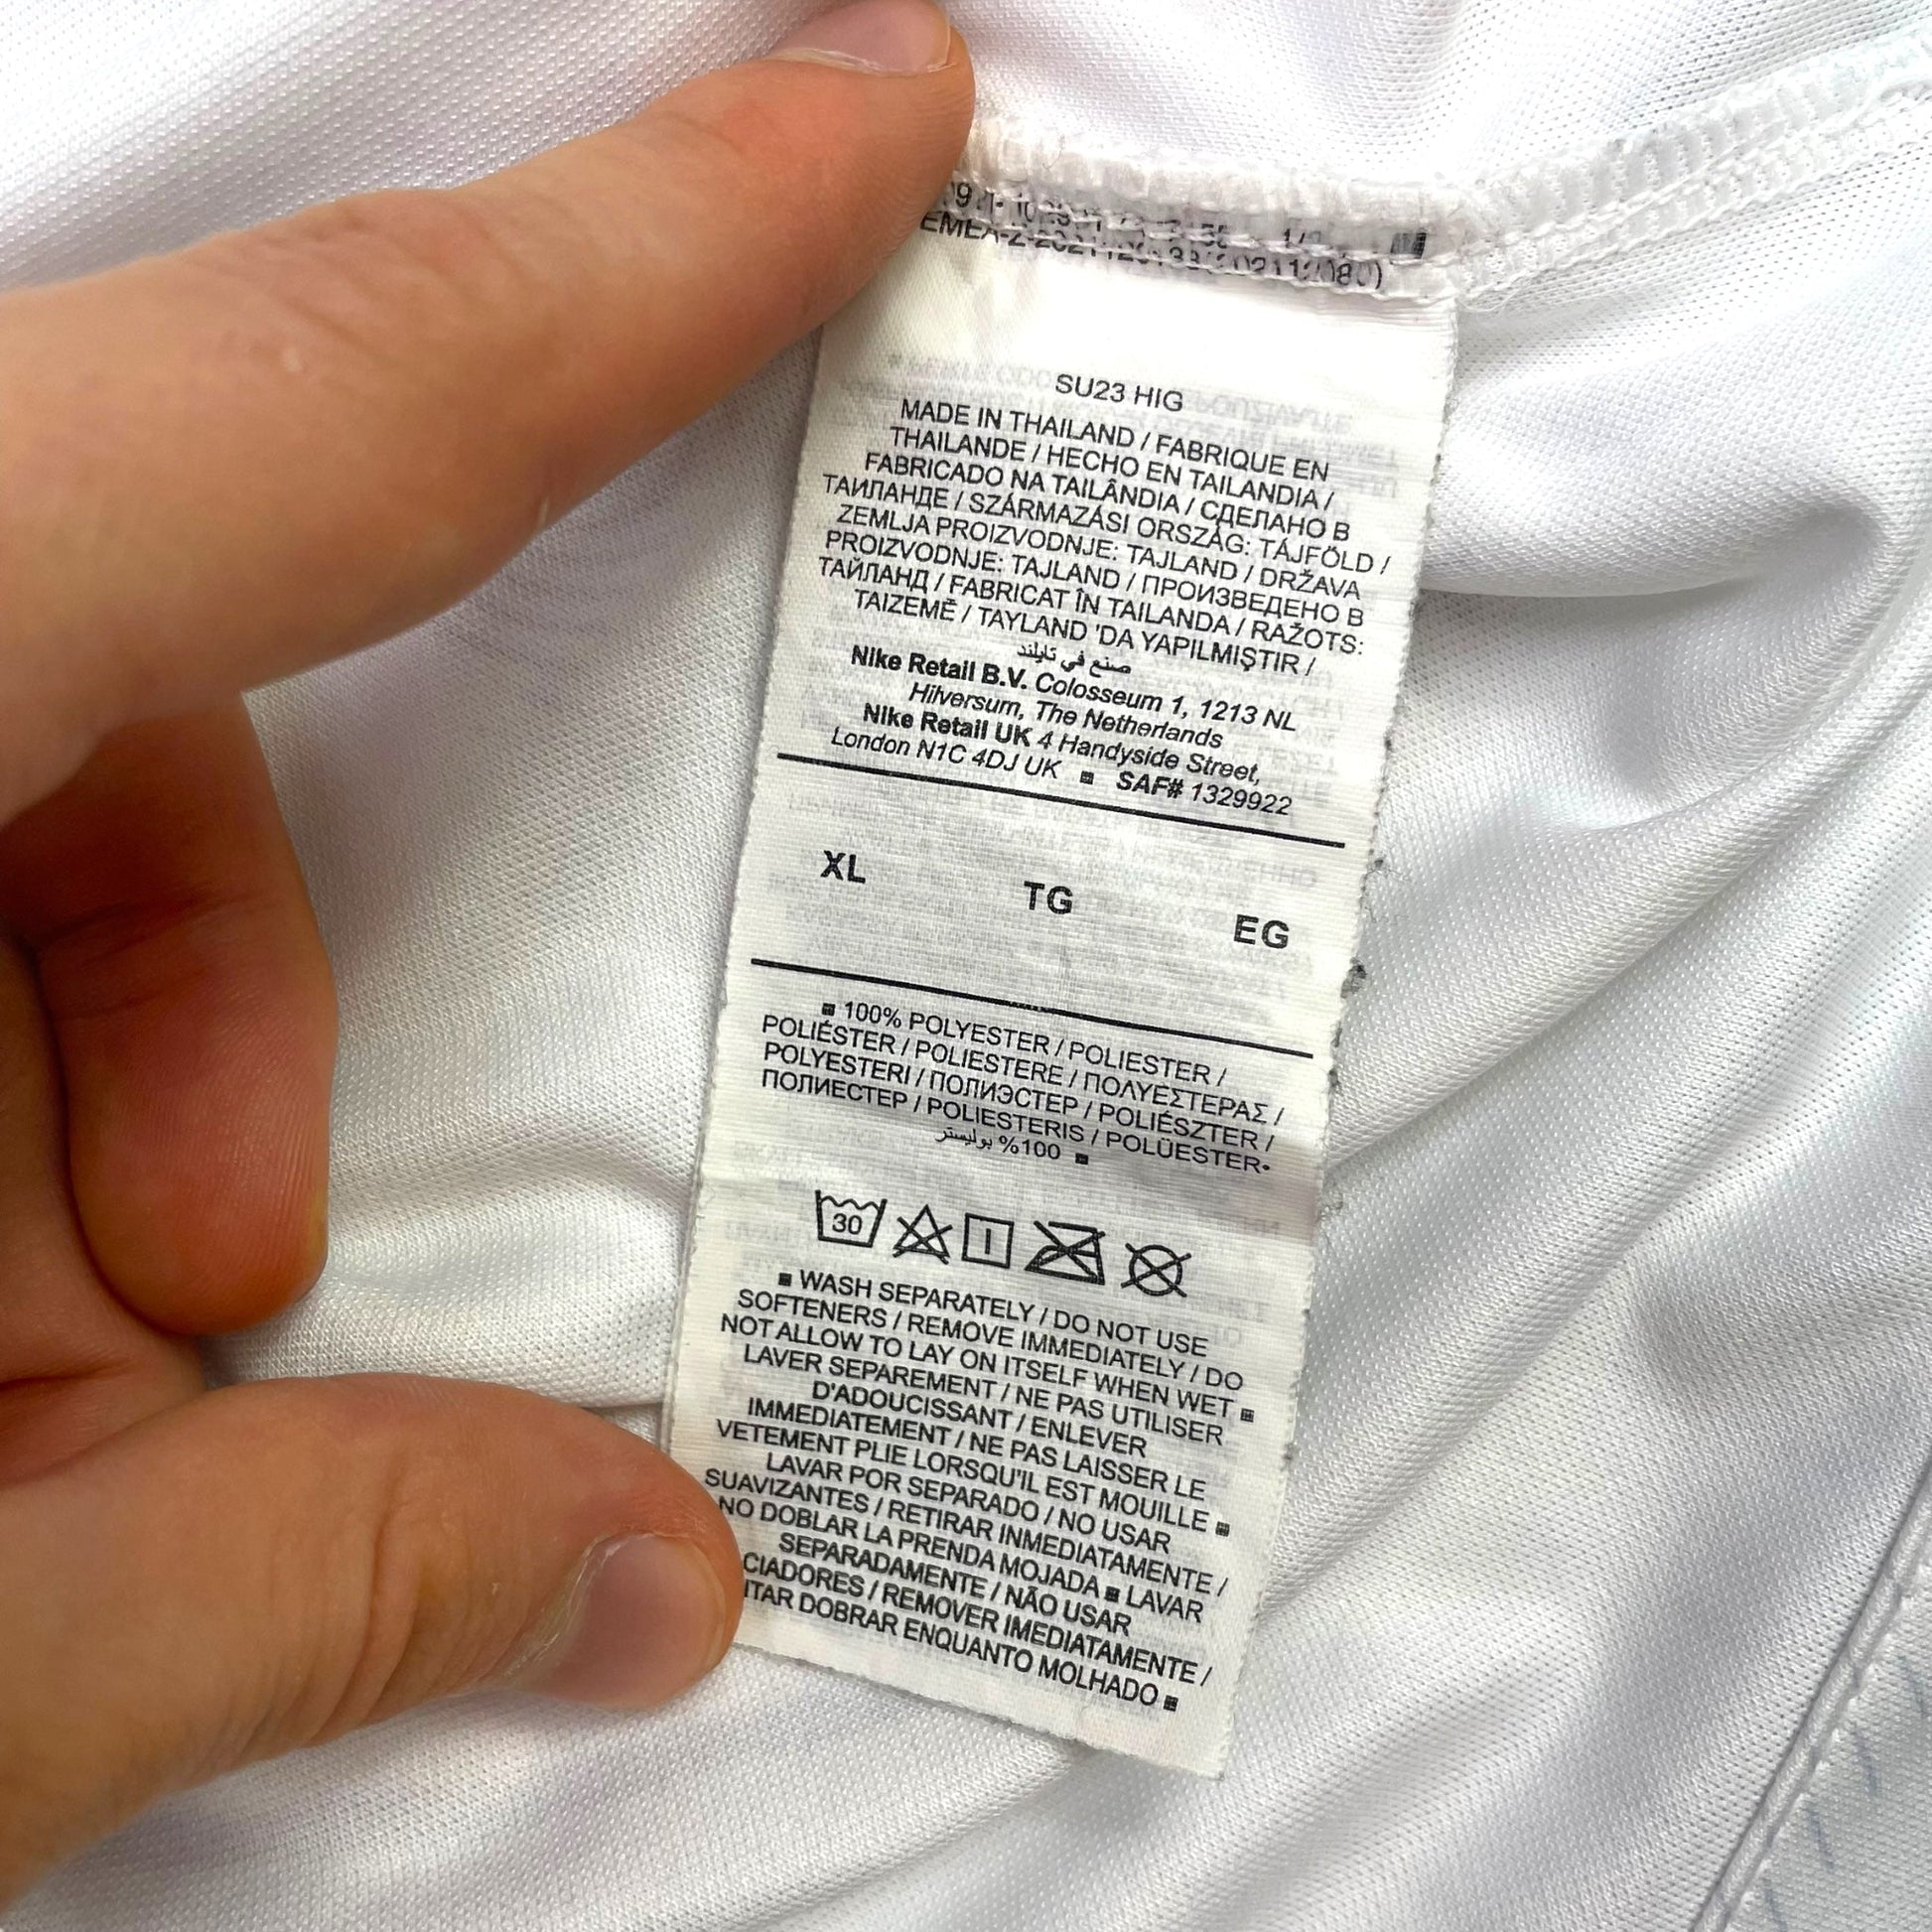 SU23 HIG
MADE IN THAILAND / FABRIQUE EN
THAILANDE / HECHO EN TAILANDIA /
FABRICADO NA TAILÂNDIA / СДЕЛАНО В
ТАИЛАНДЕ / SZÁRMAZÁSI ORSZÁG: TÁJFÖLD /
ZEMLJA PROIZVODNJE: TAJLAND / DRŽAVA
PROIZVODNJE: TAJLAND / ПРОИЗВЕДЕНО В
ТАЙЛАНД / FABRICAT ÎN TAILANDA / RAŽOTS:
TAIZEMĒ / TAYLAND 'DA YAPILMIŞTIR /
صنع في تايلند
Nike Retail B.V. Colosseum 1, 1213 NL
Hilversum, The Netherlands
Nike Retail UK 4 Handyside Street,
London N1C 4DJ UK ■ SAF# 1329922
XL TG EG
■ 100% POLYESTER / POLIESTER /
POLIÉSTER / POLIESTERE / ΠΟΛΥΕΣΤΕΡΑΣ /
POLYESTERI / ПОЛИЭСТЕР / POLIÉSZTER /
ПОЛИЕСТЕР / POLIESTERIS / POLÜESTER•
100% بوليستر ■
30
■ WASH SEPARATELY / DO NOT USE
SOFTENERS / REMOVE IMMEDIATELY / DO
NOT ALLOW TO LAY ON ITSELF WHEN WET ■
LAVER SEPAREMENT / NE PAS UTILISER
D'ADOUCISSANT / ENLEVER
IMMEDIATEMENT / NE PAS LAISSER LE
VETEMENT PLIE LORSQU'IL EST MOUILLE ■
LAVAR POR SEPARADO / NO USAR
SUAVIZANTES / RETIRAR INMEDIATAMENTE /
NO DOBLAR LA PRENDA MOJADA ■ LAVAR
SEPARADAMENTE / NÃO USAR
CIADORES / REMOVER IMEDIATAMENTE /
ITAR DOBRAR ENQUANTO MOLHADO ■